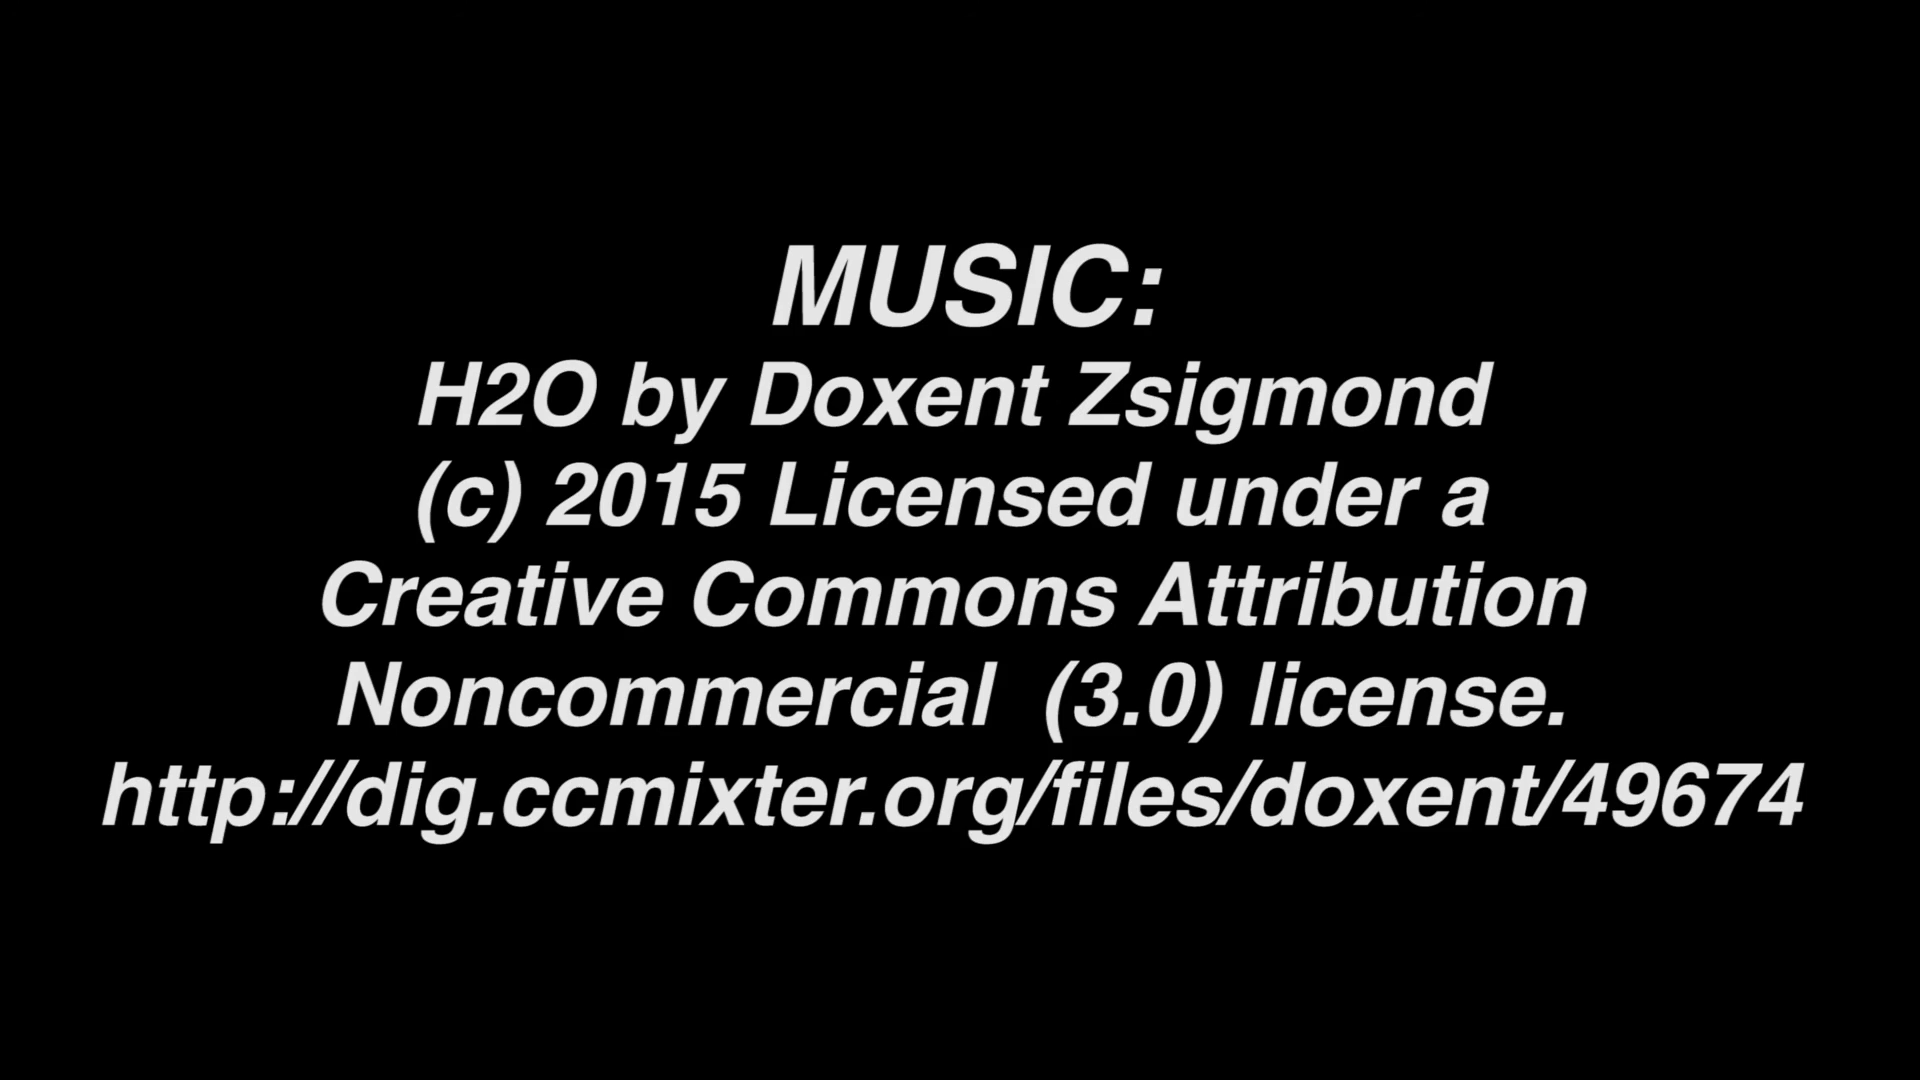 MUSIC:
H2O by Doxent Zsigmond
(c) 2015 Licensed under a
Creative Commons Attribution
Noncommercial  (3.0) license.
http://dig.ccmixter.org/files/doxent/49674